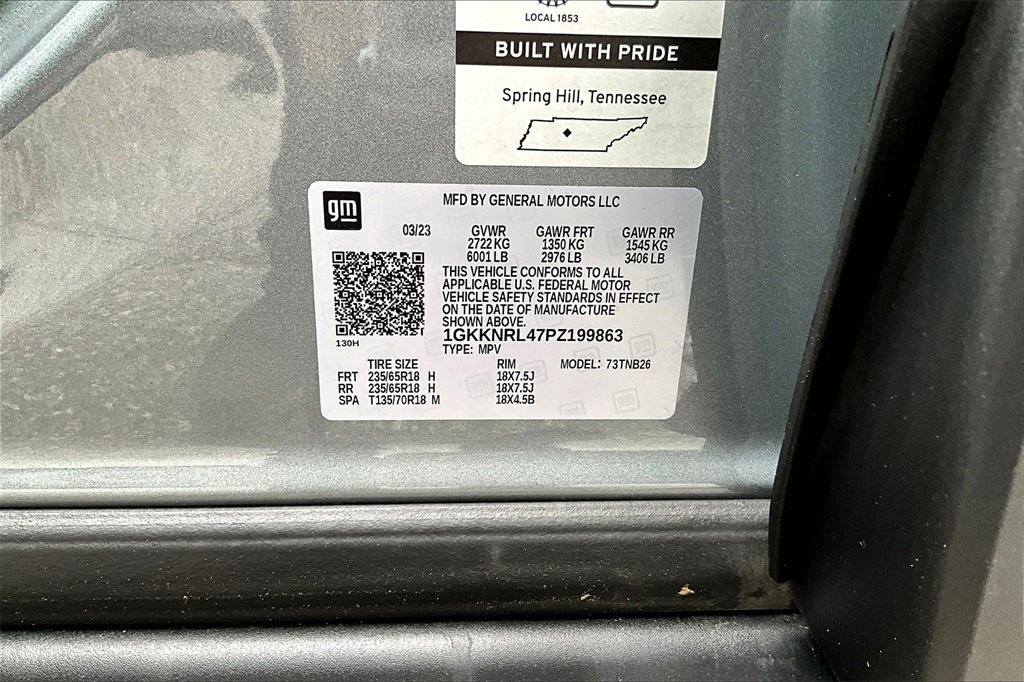 LOCAL 1853
BUILT WITH PRIDE
Spring Hill, Tennessee
gm
MFD BY GENERAL MOTORS LLC
03/23 GVWR GAWR FRT GAWR RR
2722 KG 1350 KG 1545 KG
6001 LB 2976 LB 3406 LB
THIS VEHICLE CONFORMS TO ALL
APPLICABLE U.S. FEDERAL MOTOR
VEHICLE SAFETY STANDARDS IN EFFECT
ON THE DATE OF MANUFACTURE
SHOWN ABOVE.
1GKKNRL47PZ199863
130H
TYPE: MPV
TIRE SIZE RIM MODEL: 73TNB26
FRT 235/65R18 H 18X7.5J
RR 235/65R18 H 18X7.5J
SPA T135/70R18 M 18X4.5B